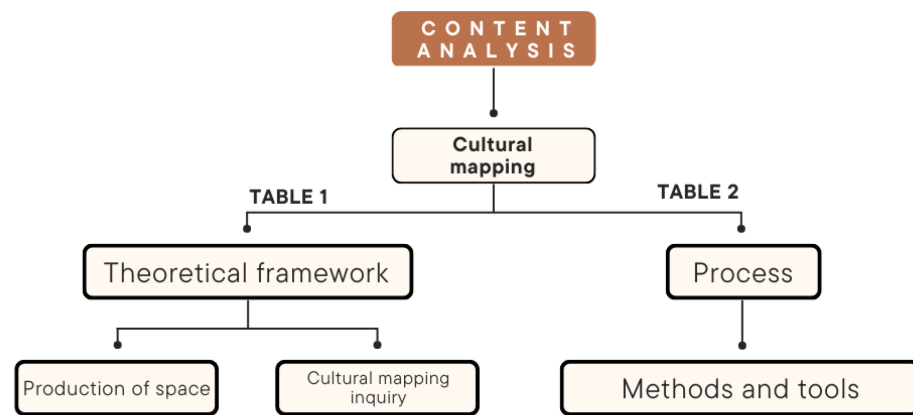 CONTENT
ANALYSIS
Cultural
mapping
TABLE 1
TABLE 2
Theoretical framework
Process
Production of space
Cultural mapping
inquiry
Methods and tools